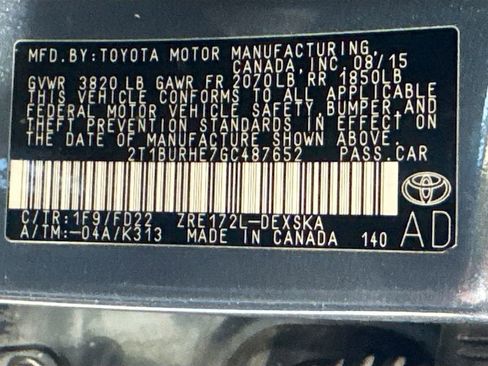 MFD.BY:TOYOTA MOTOR MANUFACTURING,
CANADA, INC. 08/15
GVWR 3820 LB GAWR FR 2070LB, RR 1850LB
THIS VEHICLE CONFORMS TO ALL APPLICABLE
FEDERAL MOTOR VEHICLE SAFETY, BUMPER, AND
THEFT PREVENTION STANDARDS IN EFFECT ON
THE DATE OF MANUFACTURE SHOWN ABOVE.
2T1BURHE7GC487652 PASS.CAR
C/TR:1F9/FD22 ZRE172L-DEXSKA
A/TM:-04A/K313 MADE IN CANADA 140
AD